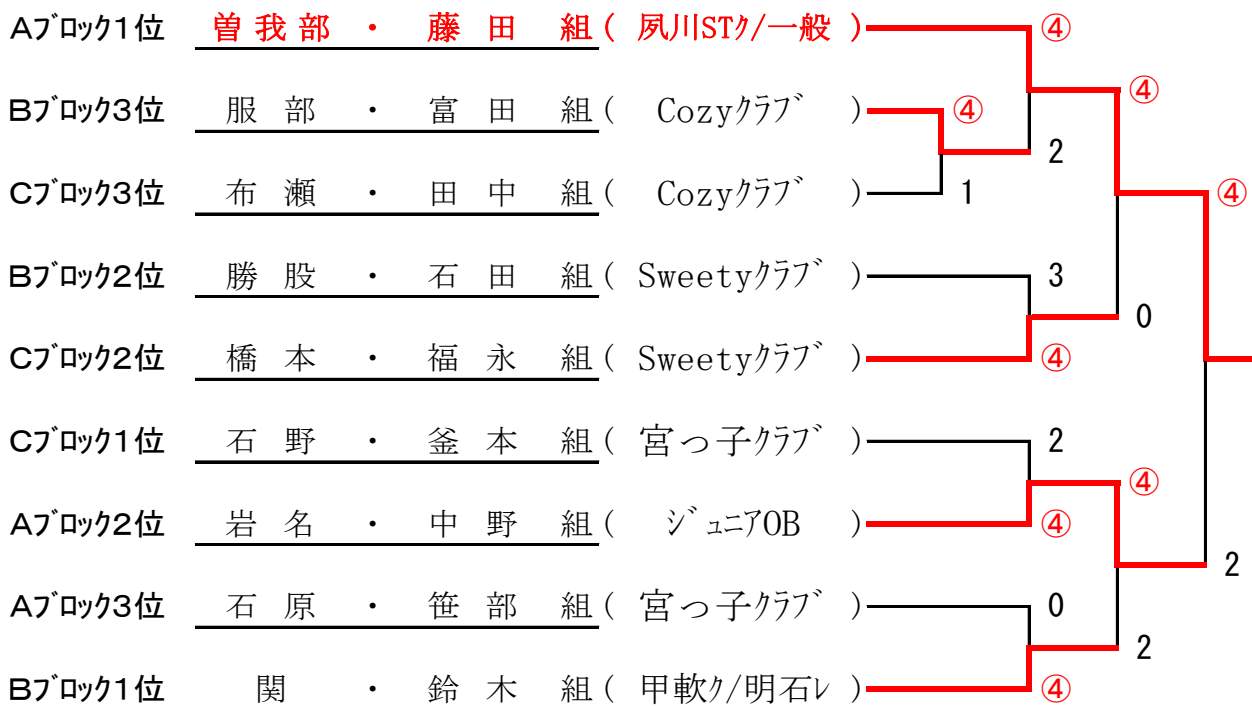 Aﾌﾞﾛｯｸ1位 曽我部 ・ 藤田 組 ( 夙川STｸ/一般 ) ④
④
Bﾌﾞﾛｯｸ3位 服部 ・ 富田 組 ( Cozyｸﾗﾌﾞ ) ④
2
Cﾌﾞﾛｯｸ3位 布瀬 ・ 田中 組 ( Cozyｸﾗﾌﾞ ) 1 ④
Bﾌﾞﾛｯｸ2位 勝股 ・ 石田 組 ( Sweetyｸﾗﾌﾞ ) 3
0
Cﾌﾞﾛｯｸ2位 橋本 ・ 福永 組 ( Sweetyｸﾗﾌﾞ ) ④
Cﾌﾞﾛｯｸ1位 石野 ・ 釜本 組 ( 宮っ子ｸﾗﾌﾞ ) 2
④
Aﾌﾞﾛｯｸ2位 岩名 ・ 中野 組 ( ｼﾞｭﾆｱOB ) ④
2
Aﾌﾞﾛｯｸ3位 石原 ・ 笹部 組 ( 宮っ子ｸﾗﾌﾞ ) 0
2
Bﾌﾞﾛｯｸ1位 関 ・ 鈴木 組 ( 甲軟ｸ/明石ﾚ ) ④